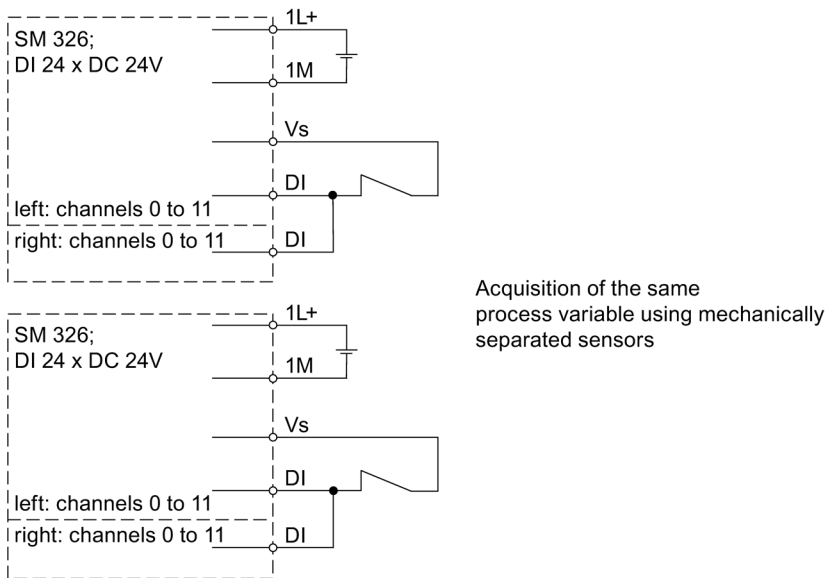 1L+
SM 326;
DI 24 x DC 24V
1M
Vs
DI
left: channels 0 to 11
right: channels 0 to 11
DI
Acquisition of the same
process variable using mechanically
separated sensors
1L+
SM 326;
DI 24 x DC 24V
1M
Vs
DI
left: channels 0 to 11
right: channels 0 to 11
DI